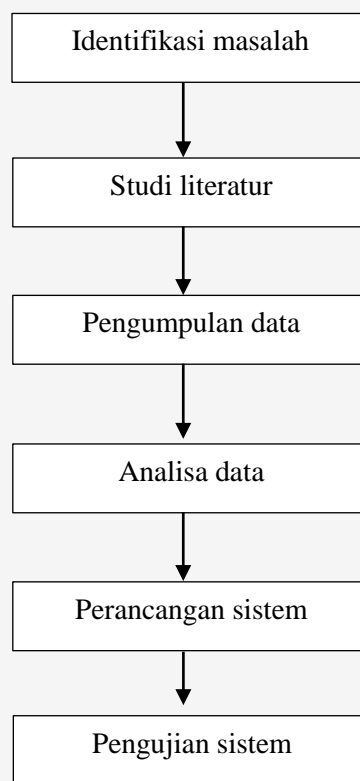 Identifikasi masalah
Studi literatur
Pengumpulan data
Analisa data
Perancangan sistem
Pengujian sistem